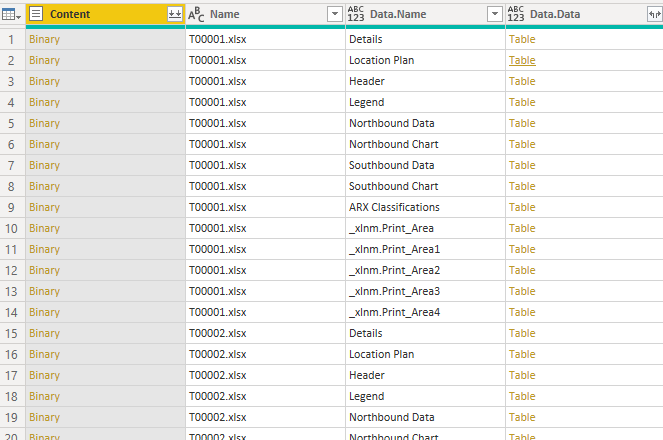 Content ABC Name ABC 123 Data.Name ABC 123 Data.Data
1 Binary T00001.xlsx Details Table
2 Binary T00001.xlsx Location Plan Table
3 Binary T00001.xlsx Header Table
4 Binary T00001.xlsx Legend Table
5 Binary T00001.xlsx Northbound Data Table
6 Binary T00001.xlsx Northbound Chart Table
7 Binary T00001.xlsx Southbound Data Table
8 Binary T00001.xlsx Southbound Chart Table
9 Binary T00001.xlsx ARX Classifications Table
10 Binary T00001.xlsx _xlnm.Print_Area Table
11 Binary T00001.xlsx _xlnm.Print_Area1 Table
12 Binary T00001.xlsx _xlnm.Print_Area2 Table
13 Binary T00001.xlsx _xlnm.Print_Area3 Table
14 Binary T00001.xlsx _xlnm.Print_Area4 Table
15 Binary T00002.xlsx Details Table
16 Binary T00002.xlsx Location Plan Table
17 Binary T00002.xlsx Header Table
18 Binary T00002.xlsx Legend Table
19 Binary T00002.xlsx Northbound Data Table
20 Binary T00002.xlsx Northbound Chart Table